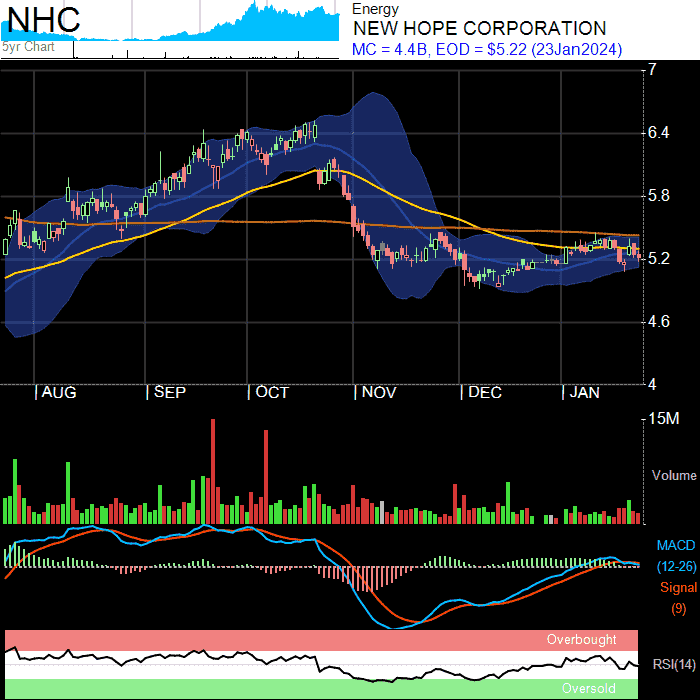 NHC
5yr Chart
Energy
NEW HOPE CORPORATION
MC = 4.4B, EOD = $5.22 (23Jan2024)
7
6.4
5.8
5.2
4.6
4
AUG SEP OCT NOV DEC JAN
15M
Volume
MACD
(12-26)
Signal
(9)
Overbought
RSI(14)
Oversold